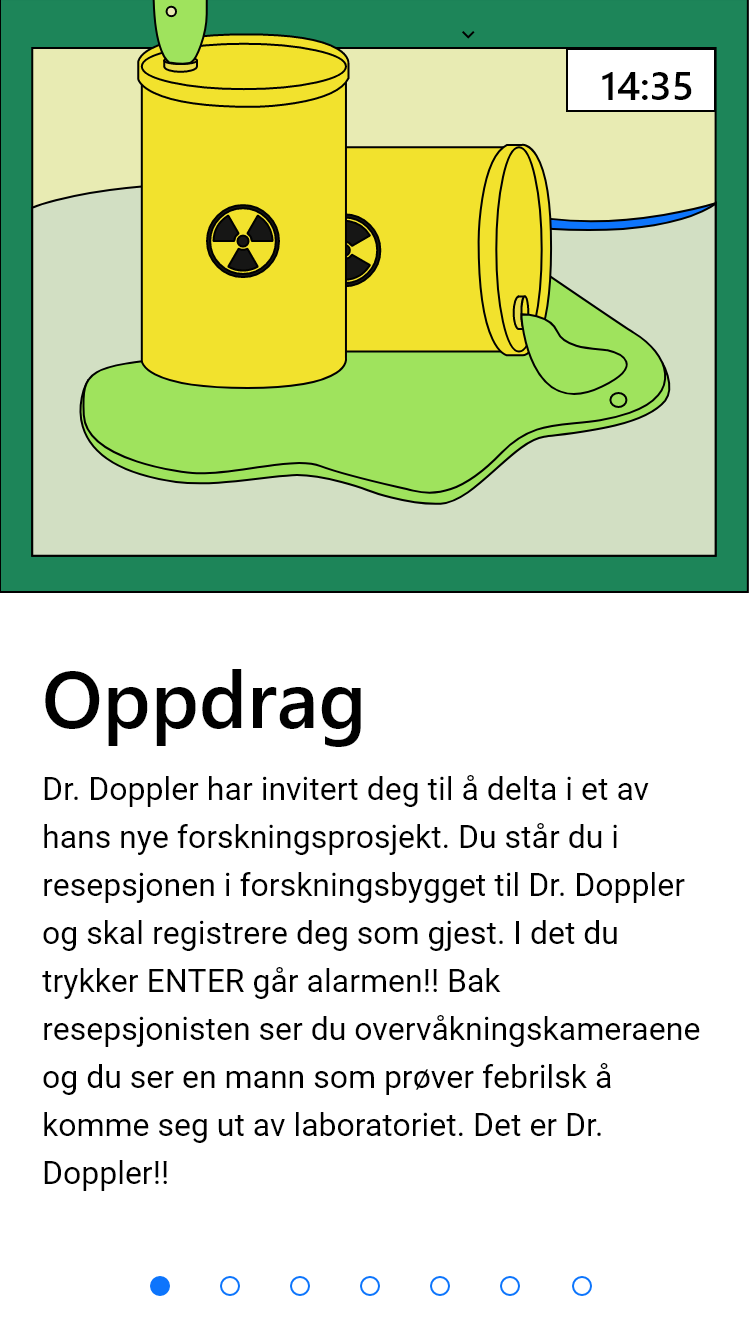 14:35
Oppdrag
Dr. Doppler har invitert deg til å delta i et av
hans nye forskningsprosjekt. Du står du i
resepsjonen i forskningsbygget til Dr. Doppler
og skal registrere deg som gjest. I det du
trykker ENTER går alarmen!! Bak
resepsjonisten ser du overvåkningskameraene
og du ser en mann som prøver febrilsk å
komme seg ut av laboratoriet. Det er Dr.
Doppler!!